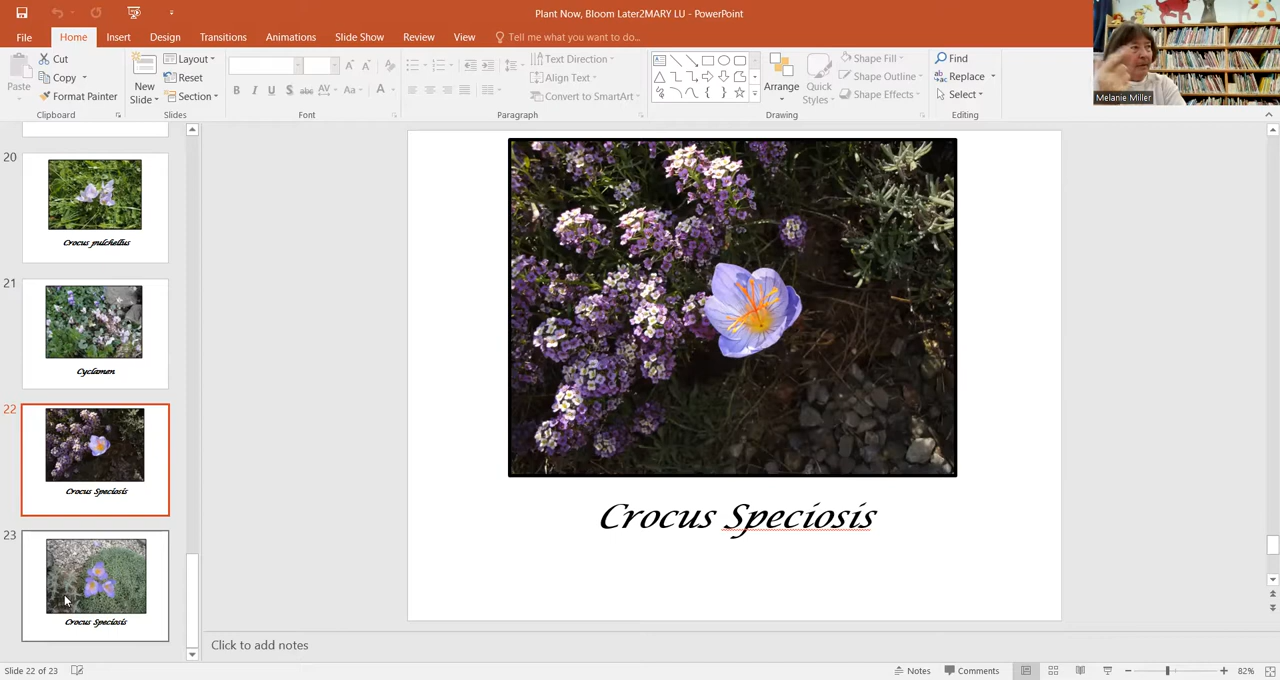 Plant Now, Bloom Later2MARY LU - PowerPoint
File Home Insert Design Transitions Animations Slide Show Review View Tell me what you want to do...
Paste
Cut
Copy
Format Painter
Clipboard
New Slide
Layout
Reset
Section
Slides
B I U S abc AV Aa A
Font
Text Direction
Align Text
Convert to SmartArt
Paragraph
Arrange
Quick Styles
Shape Fill
Shape Outline
Shape Effects
Drawing
Find
Replace
Select
Editing
Melanie Miller
20
Crocus pulchellus
21
Cyclamen
22
Crocus Speciosis
23
Crocus Speciosis
Crocus Speciosis
Click to add notes
Slide 22 of 23
Notes Comments 82%